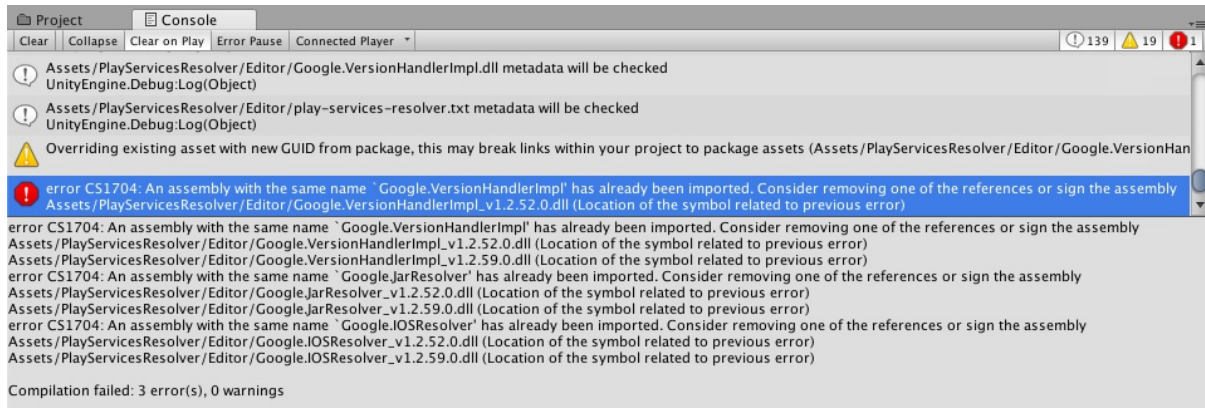 Project
Console
Clear Collapse Clear on Play Error Pause Connected Player 139 19 1
Assets/PlayServicesResolver/Editor/Google.VersionHandlerImpl.dll metadata will be checked
UnityEngine.Debug:Log(Object)
Assets/PlayServicesResolver/Editor/play-services-resolver.txt metadata will be checked
UnityEngine.Debug:Log(Object)
Overriding existing asset with new GUID from package, this may break links within your project to package assets (Assets/PlayServicesResolver/Editor/Google.VersionHan
error CS1704: An assembly with the same name `Google.VersionHandlerImpl' has already been imported. Consider removing one of the references or sign the assembly
Assets/PlayServicesResolver/Editor/Google.VersionHandlerImpl_v1.2.52.0.dll (Location of the symbol related to previous error)
error CS1704: An assembly with the same name `Google.VersionHandlerImpl' has already been imported. Consider removing one of the references or sign the assembly
Assets/PlayServicesResolver/Editor/Google.VersionHandlerImpl_v1.2.52.0.dll (Location of the symbol related to previous error)
Assets/PlayServicesResolver/Editor/Google.VersionHandlerImpl_v1.2.59.0.dll (Location of the symbol related to previous error)
error CS1704: An assembly with the same name `Google.JarResolver' has already been imported. Consider removing one of the references or sign the assembly
Assets/PlayServicesResolver/Editor/Google.JarResolver_v1.2.52.0.dll (Location of the symbol related to previous error)
Assets/PlayServicesResolver/Editor/Google.JarResolver_v1.2.59.0.dll (Location of the symbol related to previous error)
error CS1704: An assembly with the same name `Google.IOSResolver' has already been imported. Consider removing one of the references or sign the assembly
Assets/PlayServicesResolver/Editor/Google.IOSResolver_v1.2.52.0.dll (Location of the symbol related to previous error)
Assets/PlayServicesResolver/Editor/Google.IOSResolver_v1.2.59.0.dll (Location of the symbol related to previous error)
Compilation failed: 3 error(s), 0 warnings